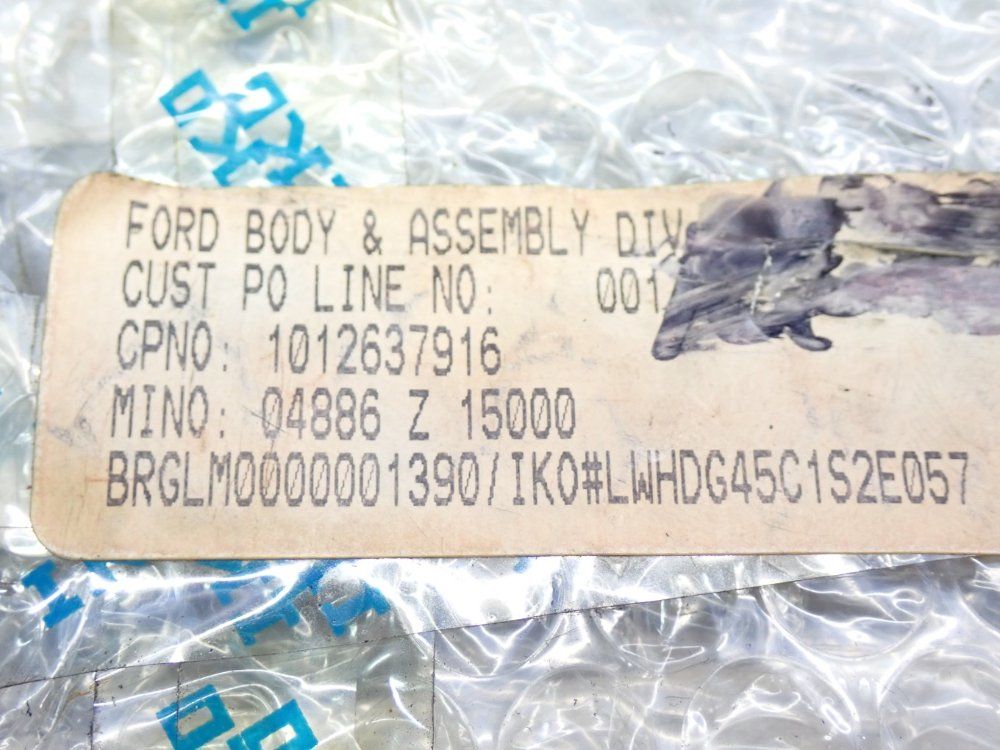 FORD BODY & ASSEMBLY DIV
CUST PO LINE NO: 001
CPNO: 1012637916
MINO: 04886 Z 15000
BRGLM0000001390/IKO#LWHDG45C1S2E057